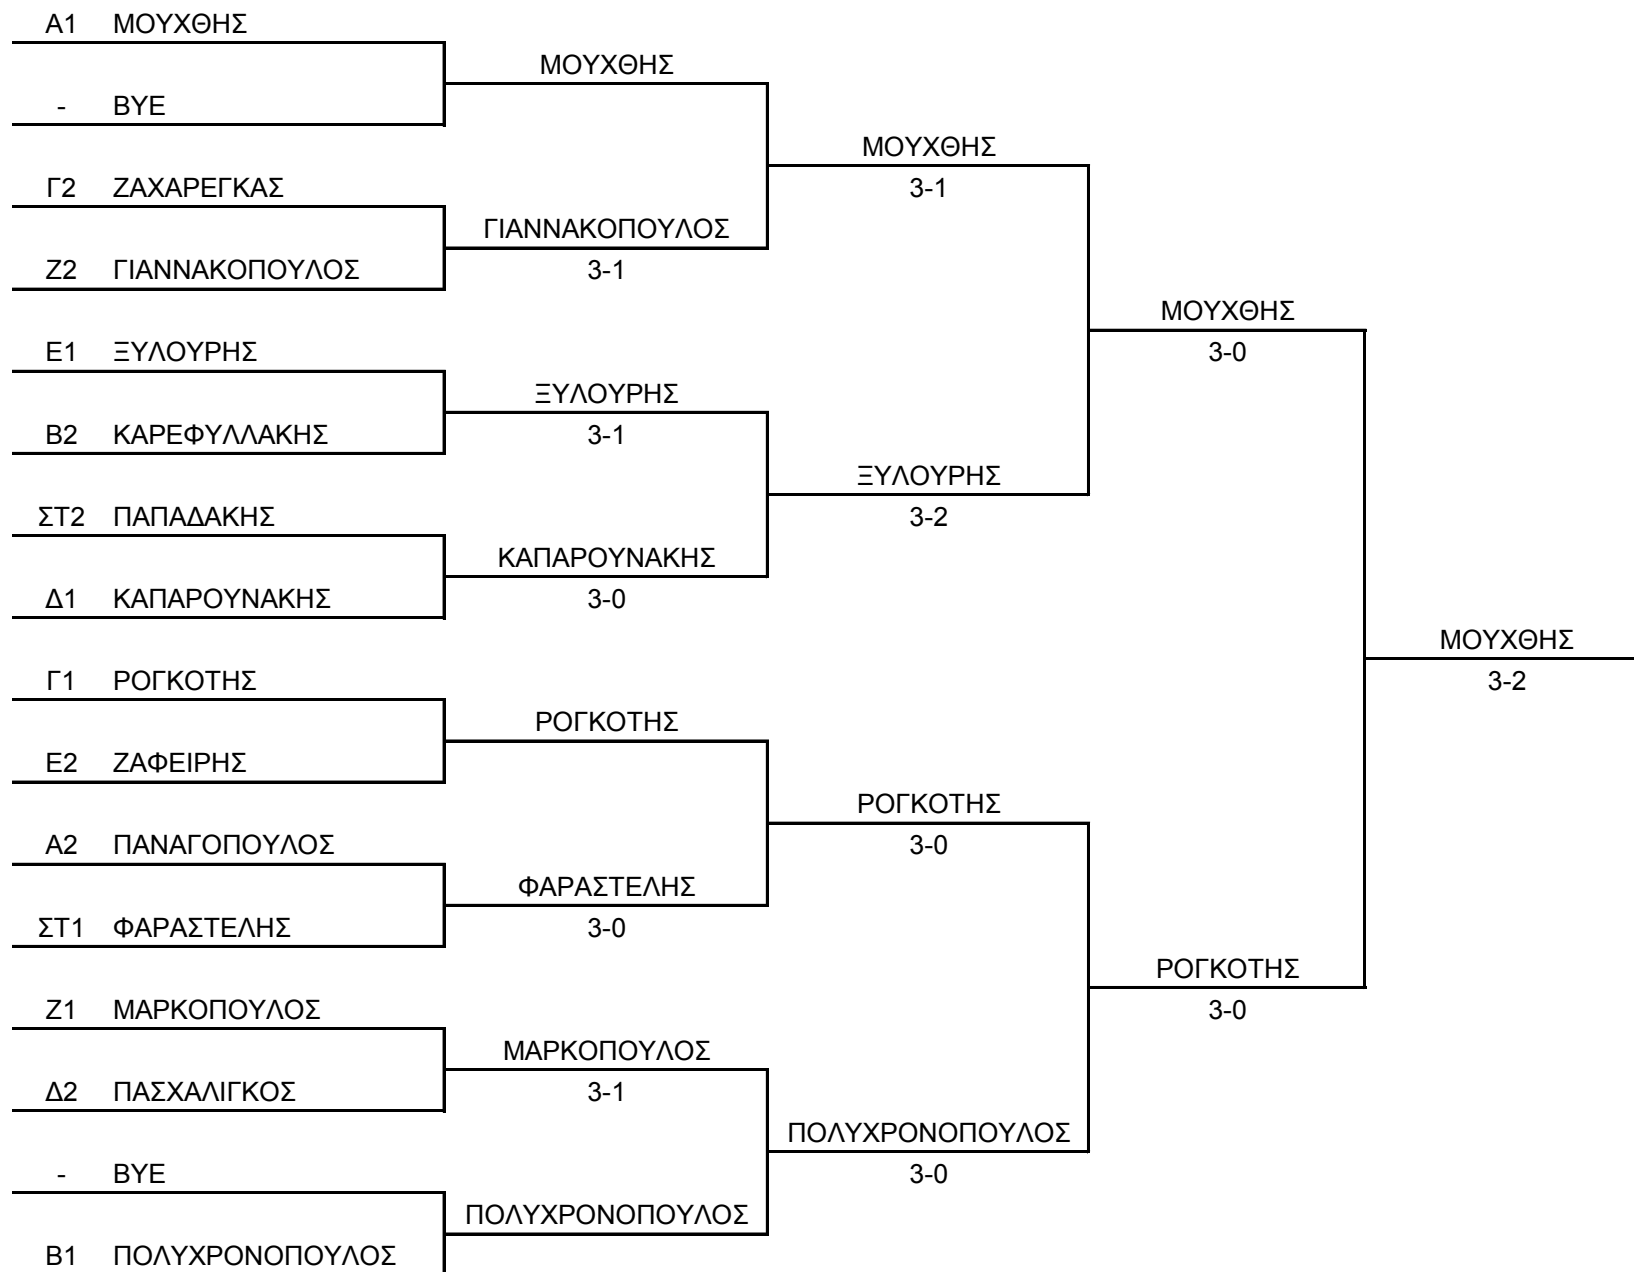 Α1 ΜΟΥΧΘΗΣ
ΜΟΥΧΘΗΣ
- BYE
ΜΟΥΧΘΗΣ
Γ2 ΖΑΧΑΡΕΓΚΑΣ 3-1
ΓΙΑΝΝΑΚΟΠΟΥΛΟΣ
Ζ2 ΓΙΑΝΝΑΚΟΠΟΥΛΟΣ 3-1
ΜΟΥΧΘΗΣ
Ε1 ΞΥΛΟΥΡΗΣ 3-0
ΞΥΛΟΥΡΗΣ
Β2 ΚΑΡΕΦΥΛΛΑΚΗΣ 3-1
ΞΥΛΟΥΡΗΣ
ΣΤ2 ΠΑΠΑΔΑΚΗΣ 3-2
ΚΑΠΑΡΟΥΝΑΚΗΣ
Δ1 ΚΑΠΑΡΟΥΝΑΚΗΣ 3-0
ΜΟΥΧΘΗΣ
Γ1 ΡΟΓΚΟΤΗΣ 3-2
ΡΟΓΚΟΤΗΣ
Ε2 ΖΑΦΕΙΡΗΣ
ΡΟΓΚΟΤΗΣ
Α2 ΠΑΝΑΓΟΠΟΥΛΟΣ 3-0
ΦΑΡΑΣΤΕΛΗΣ
ΣΤ1 ΦΑΡΑΣΤΕΛΗΣ 3-0
ΡΟΓΚΟΤΗΣ
Ζ1 ΜΑΡΚΟΠΟΥΛΟΣ 3-0
ΜΑΡΚΟΠΟΥΛΟΣ
Δ2 ΠΑΣΧΑΛΙΓΚΟΣ 3-1
ΠΟΛΥΧΡΟΝΟΠΟΥΛΟΣ
- BYE 3-0
ΠΟΛΥΧΡΟΝΟΠΟΥΛΟΣ
Β1 ΠΟΛΥΧΡΟΝΟΠΟΥΛΟΣ